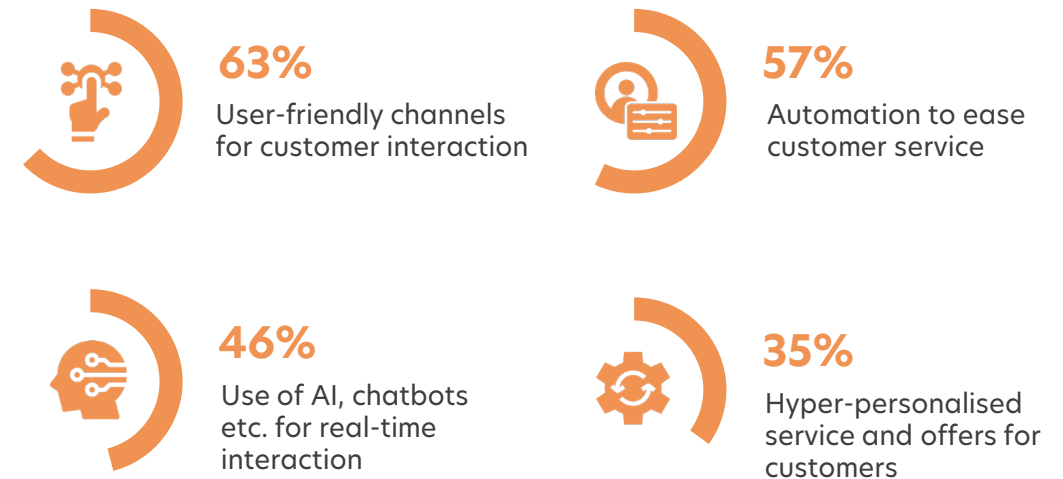 63%
User-friendly channels
for customer interaction
57%
Automation to ease
customer service
46%
Use of AI, chatbots
etc. for real-time
interaction
35%
Hyper-personalised
service and offers for
customers